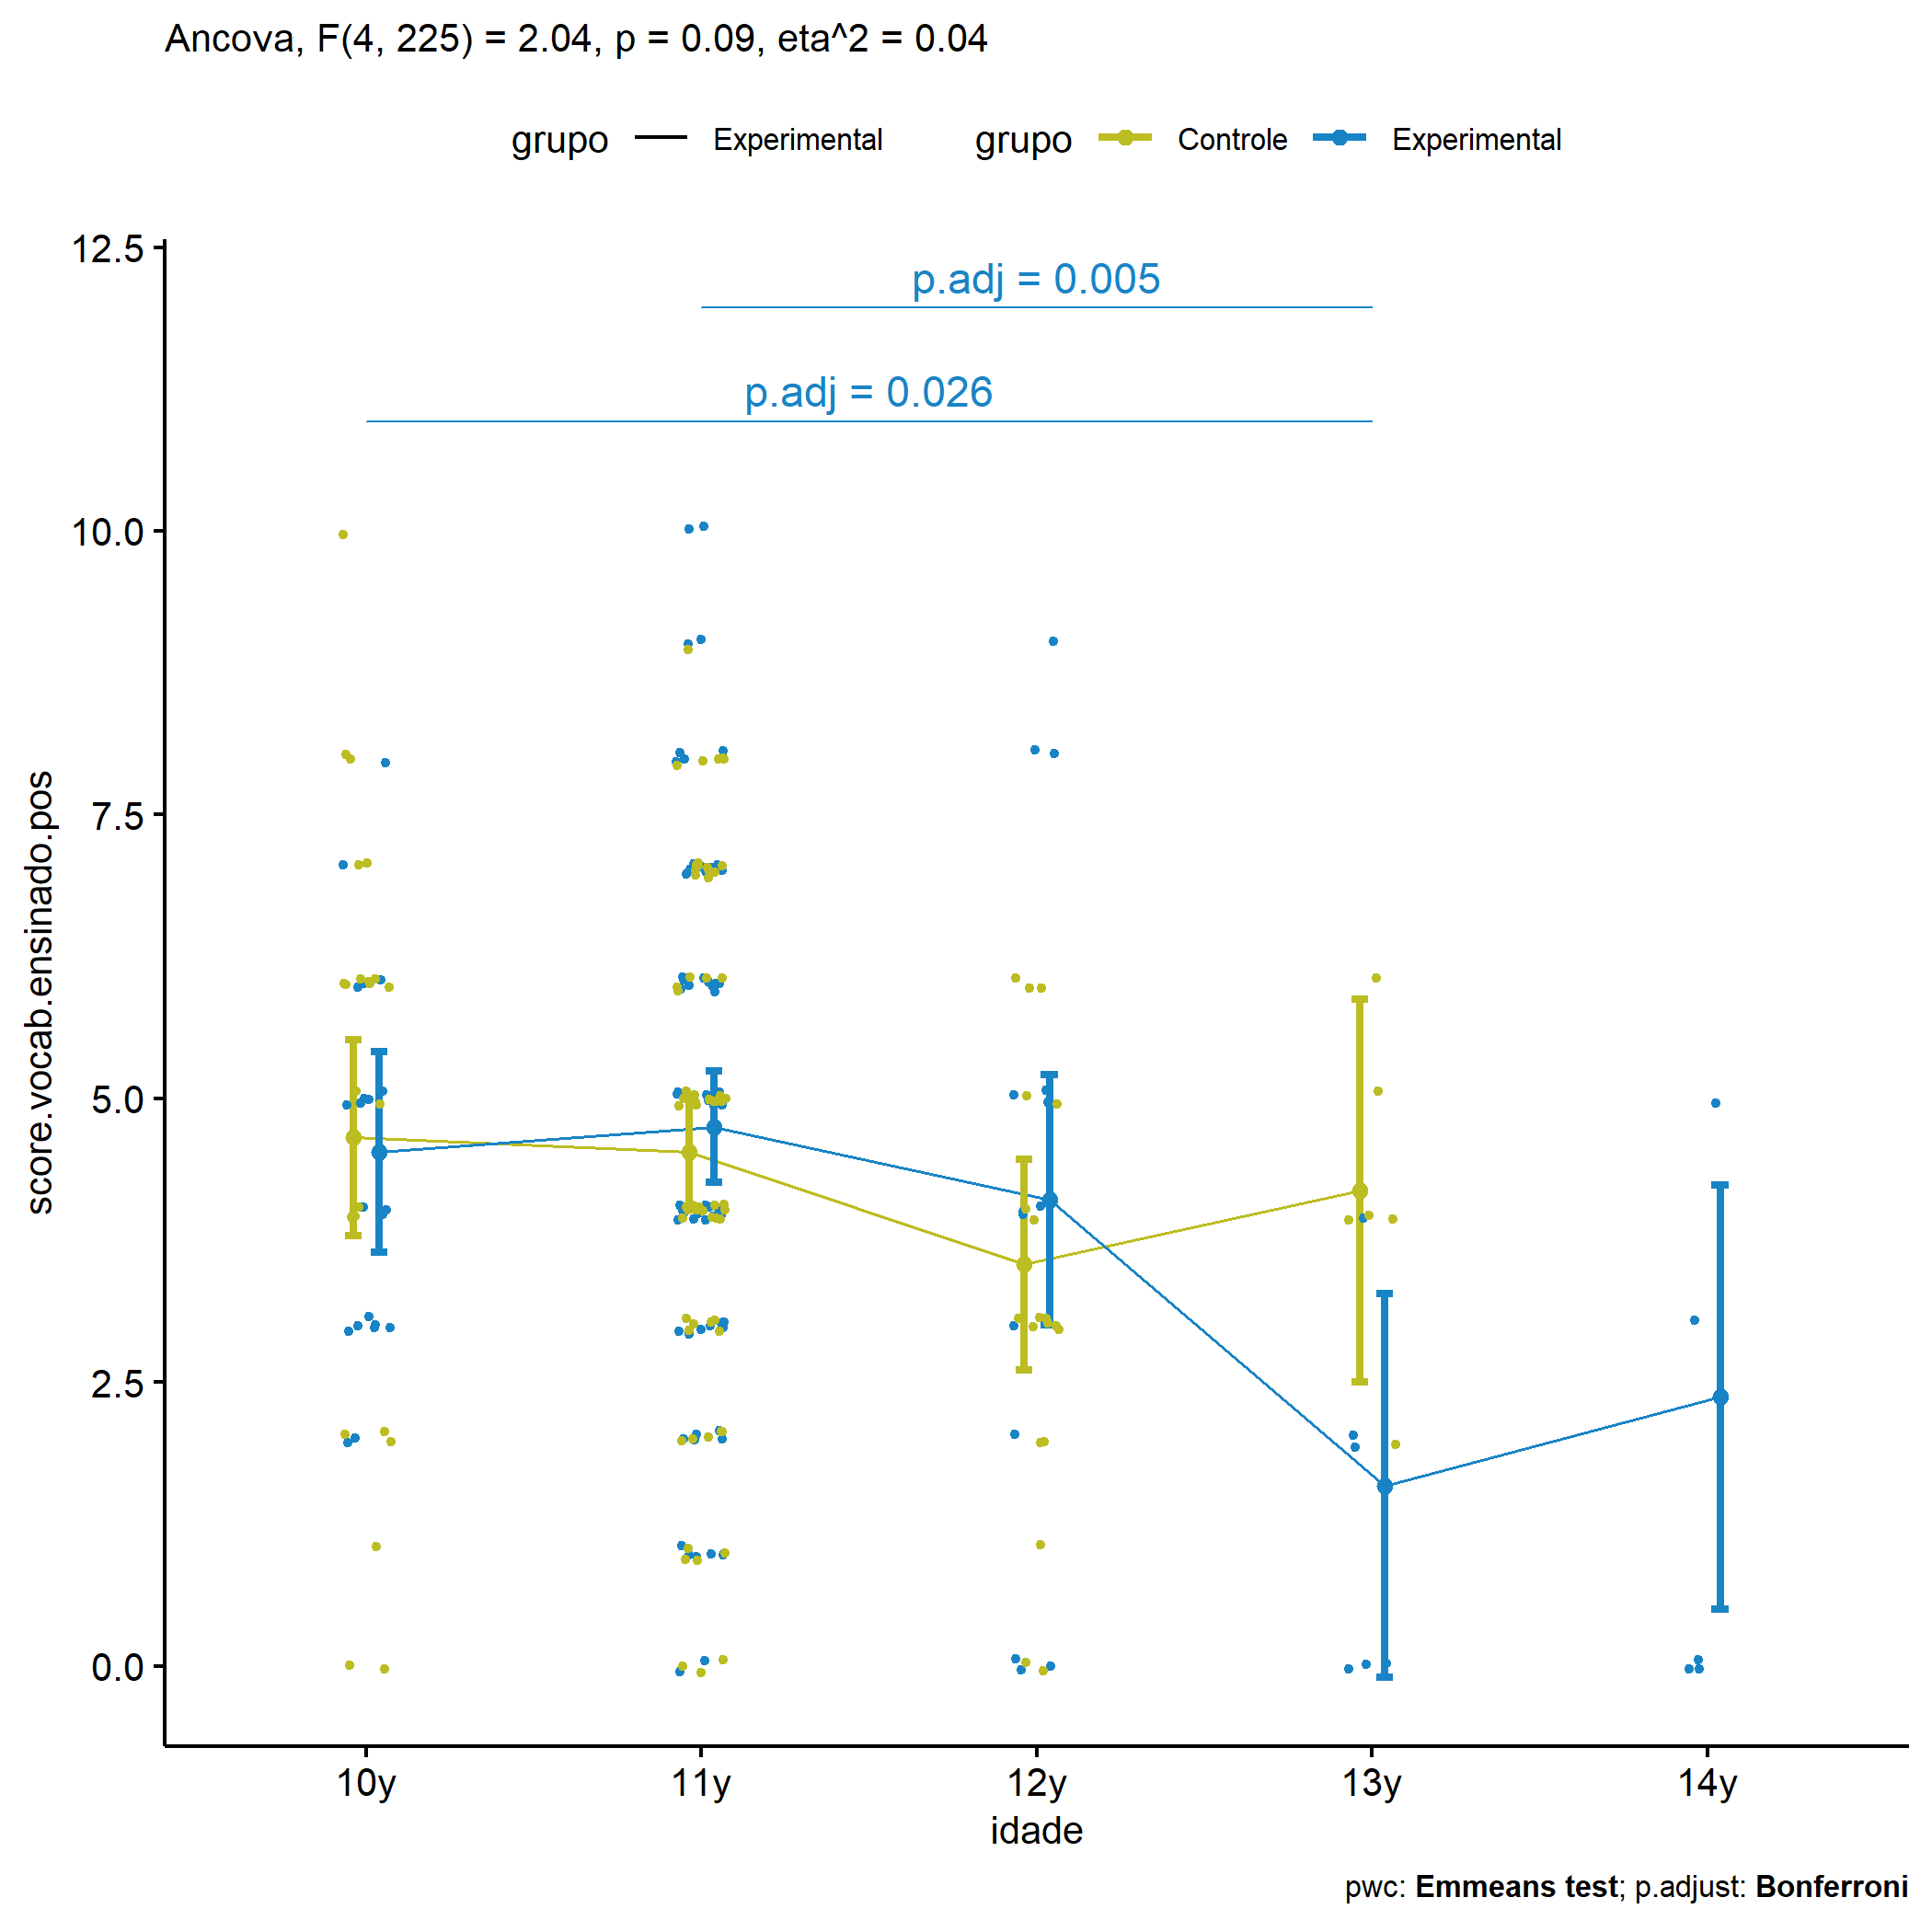 Ancova, F(4, 225) = 2.04, p = 0.09, eta^2 = 0.04
grupo Experimental grupo Controle Experimental
12.5
p.adj = 0.005
p.adj = 0.026
10.0
7.5
5.0
2.5
0.0
score.vocab.ensinado.pos
10y 11y 12y 13y 14y
idade
pwc: Emmeans test; p.adjust: Bonferroni